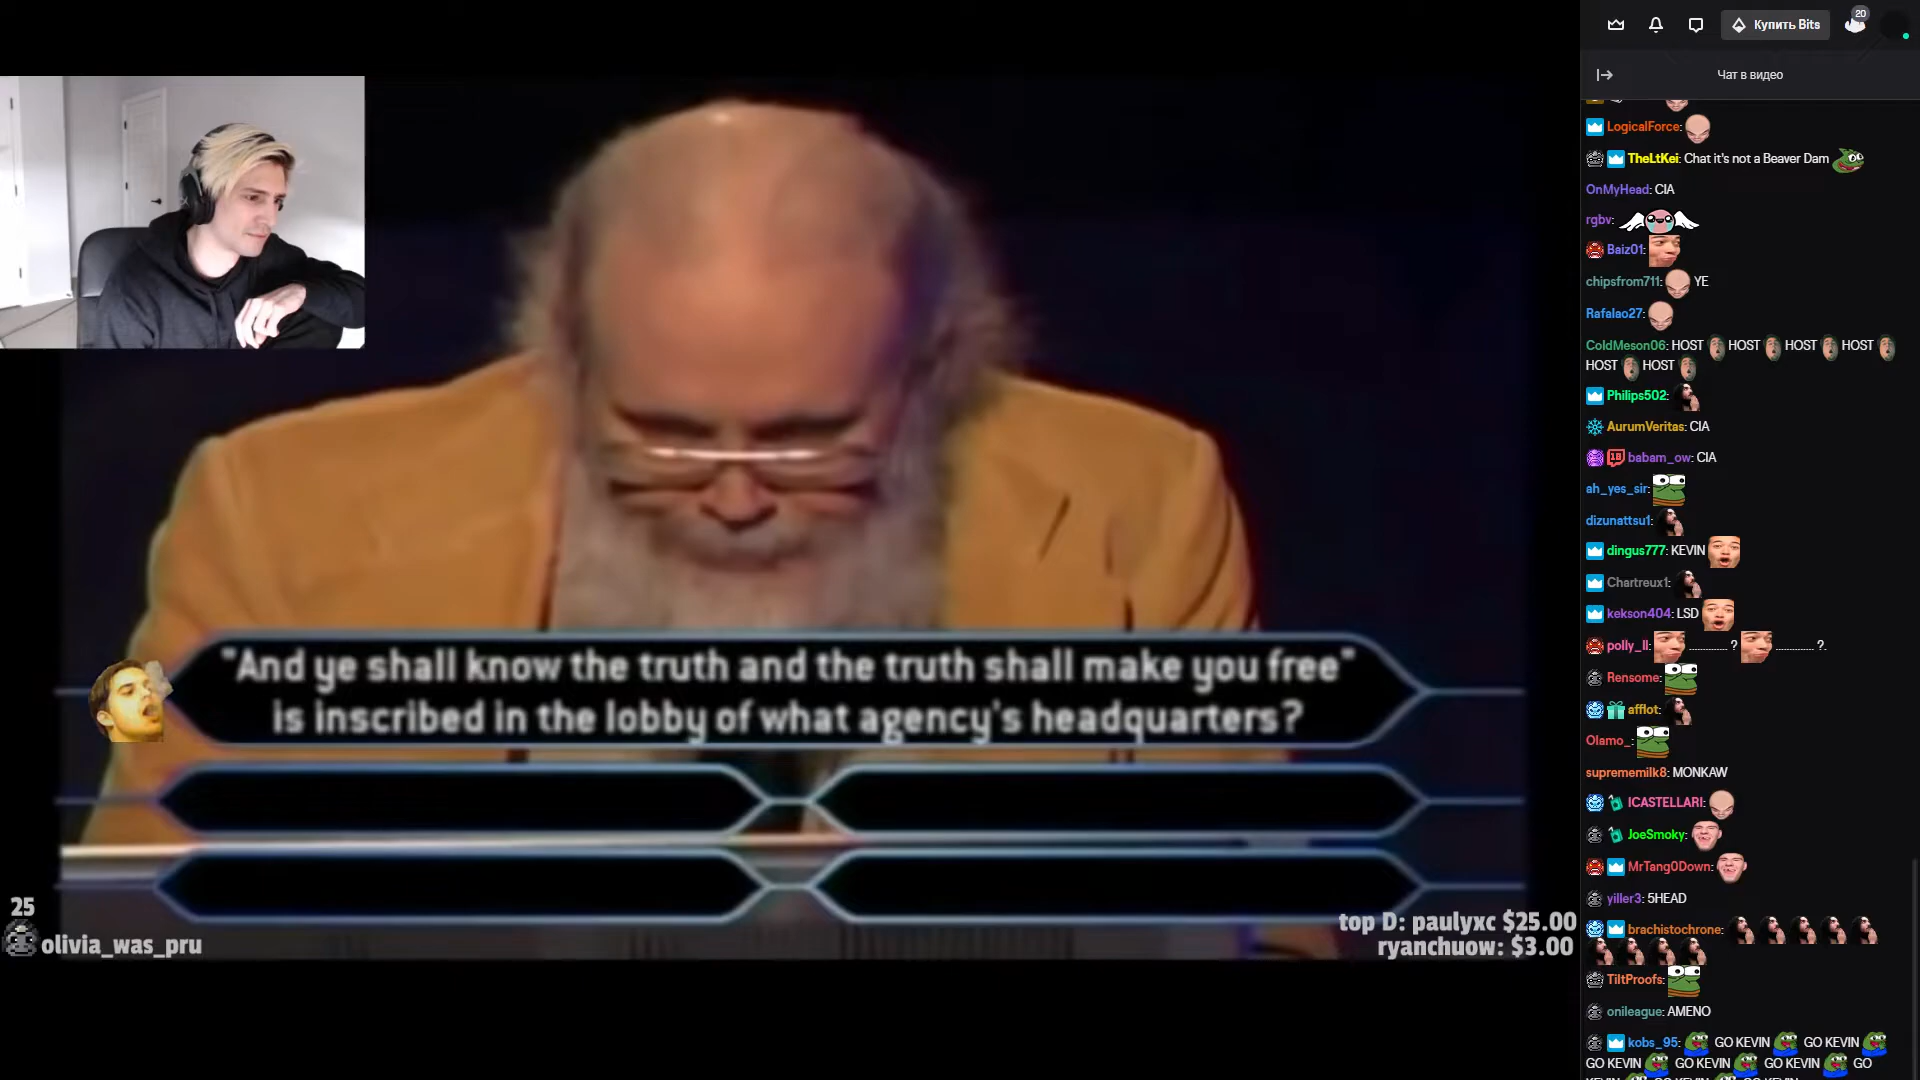 20
Купить Bits
Чат в видео
LogicalForce:
TheLtKei: Chat it's not a Beaver Dam
OnMyHead: CIA
rgbv:
Baiz01:
chipsfrom711: YE
Rafalao27:
ColdMeson06: HOST HOST HOST HOST
HOST HOST
Philips502:
AurumVeritas: CIA
babam_ow: CIA
ah_yes_sir:
dizunattsu1:
dingus777: KEVIN
Chartreux1:
kekson404: LSD
polly_ll: .............. ? .............. ?.
Rensome:
afflot:
Olamo_:
suprememilk8: MONKAW
ICASTELLARI:
JoeSmoky:
MrTang0Down:
yiller3: 5HEAD
brachistochrone:
TiltProofs:
onileague: AMENO
kobs_95: GO KEVIN GO KEVIN
GO KEVIN GO KEVIN GO KEVIN GO
"And ye shall know the truth and the truth shall make you free"
is inscribed in the lobby of what agency's headquarters?
25
olivia_was_pru
top D: paulyxc $25.00
ryanchuow: $3.00